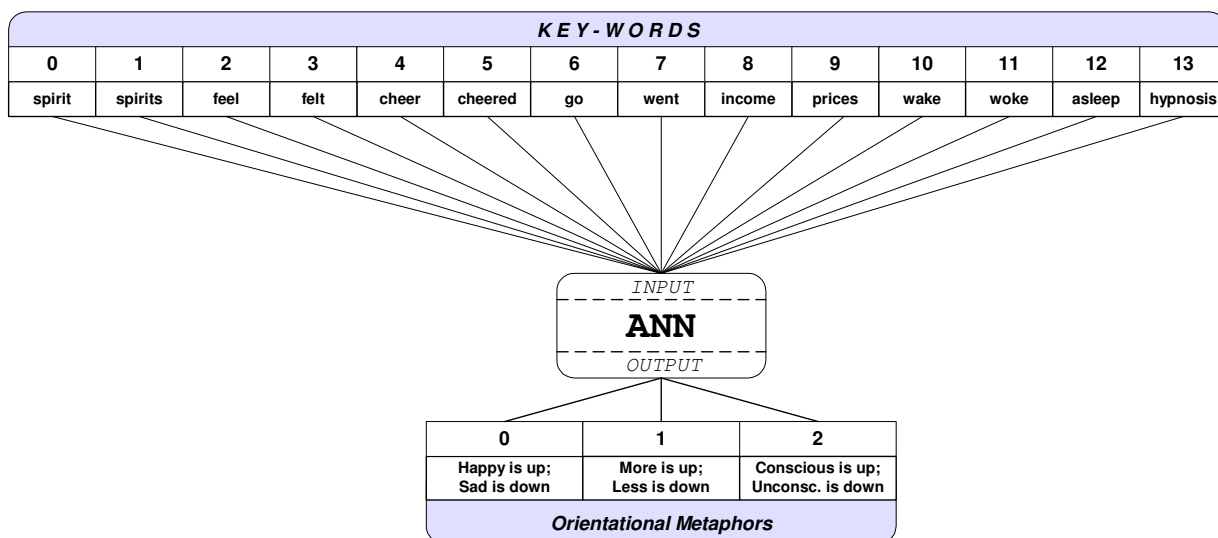 KEY-WORDS
0 1 2 3 4 5 6 7 8 9 10 11 12 13
spirit spirits feel felt cheer cheered go went income prices wake woke asleep hypnosis
INPUT
ANN
OUTPUT
0 1 2
Happy is up; More is up; Conscious is up;
Sad is down Less is down Unconsc. is down
Orientational Metaphors